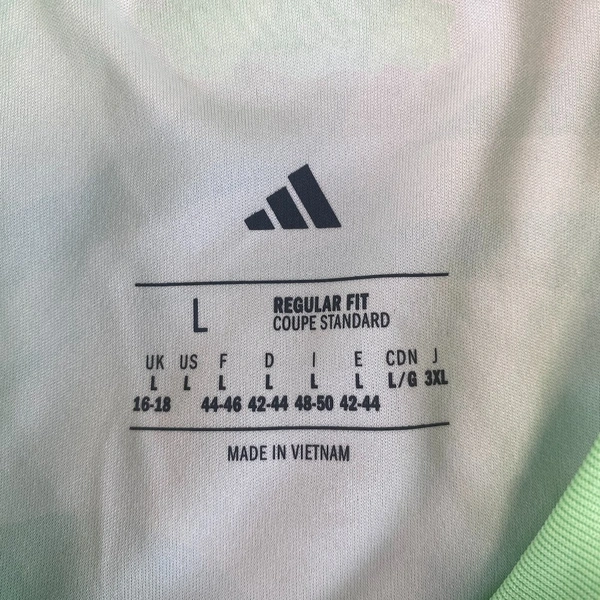 L
REGULAR FIT
COUPE STANDARD
UK US F D I E CDN J
L L L L L L L/G 3XL
16-18 44-46 42-44 48-50 42-44
MADE IN VIETNAM